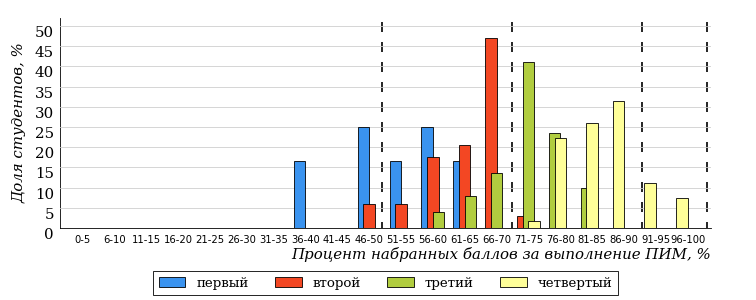 Доля студентов, %
50
45
40
35
30
25
20
15
10
5
0
0-5 6-10 11-15 16-20 21-25 26-30 31-35 36-40 41-45 46-50 51-55 56-60 61-65 66-70 71-75 76-80 81-85 86-90 91-95 96-100
Процент набранных баллов за выполнение ПИМ, %
первый второй третий четвертый